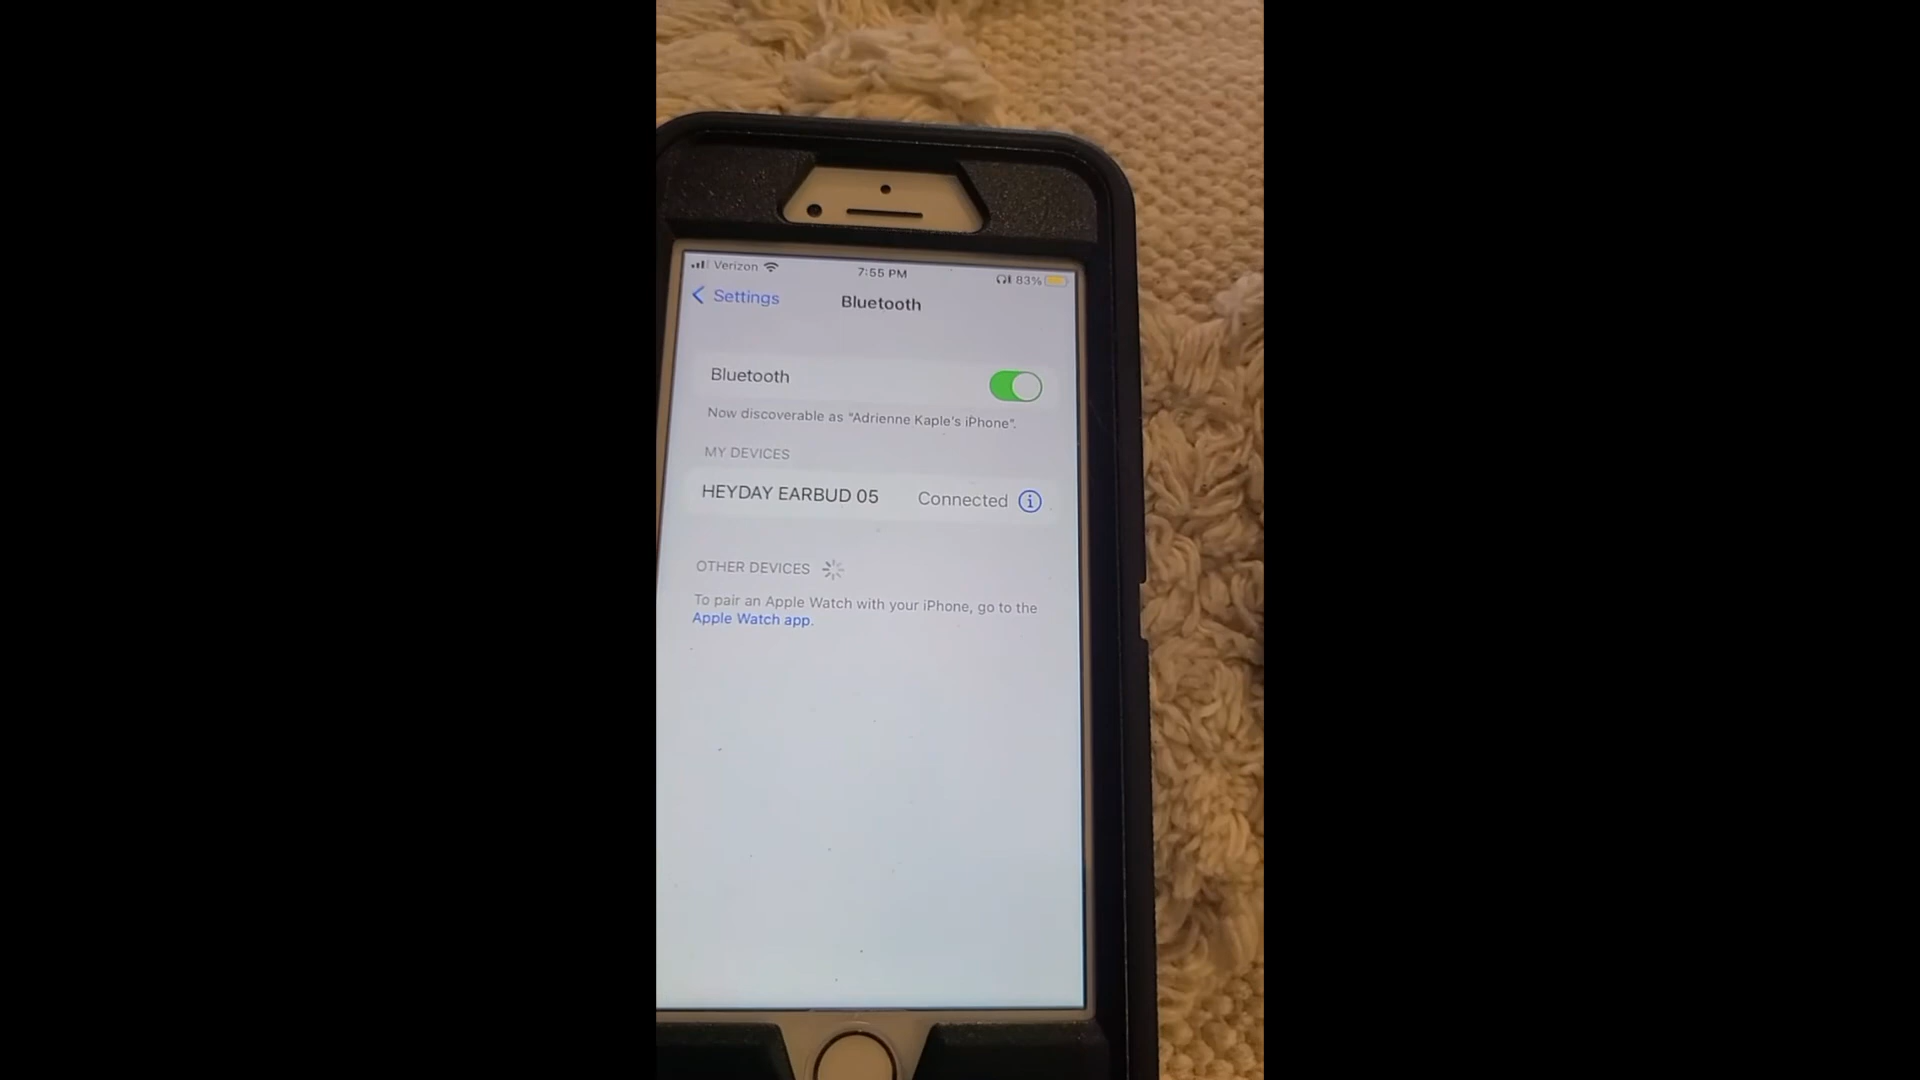 Verizon 7:55 PM 83%
Settings Bluetooth
Bluetooth
Now discoverable as "Adrienne Kaple's iPhone".
MY DEVICES
HEYDAY EARBUD 05 Connected
OTHER DEVICES
To pair an Apple Watch with your iPhone, go to the
Apple Watch app.